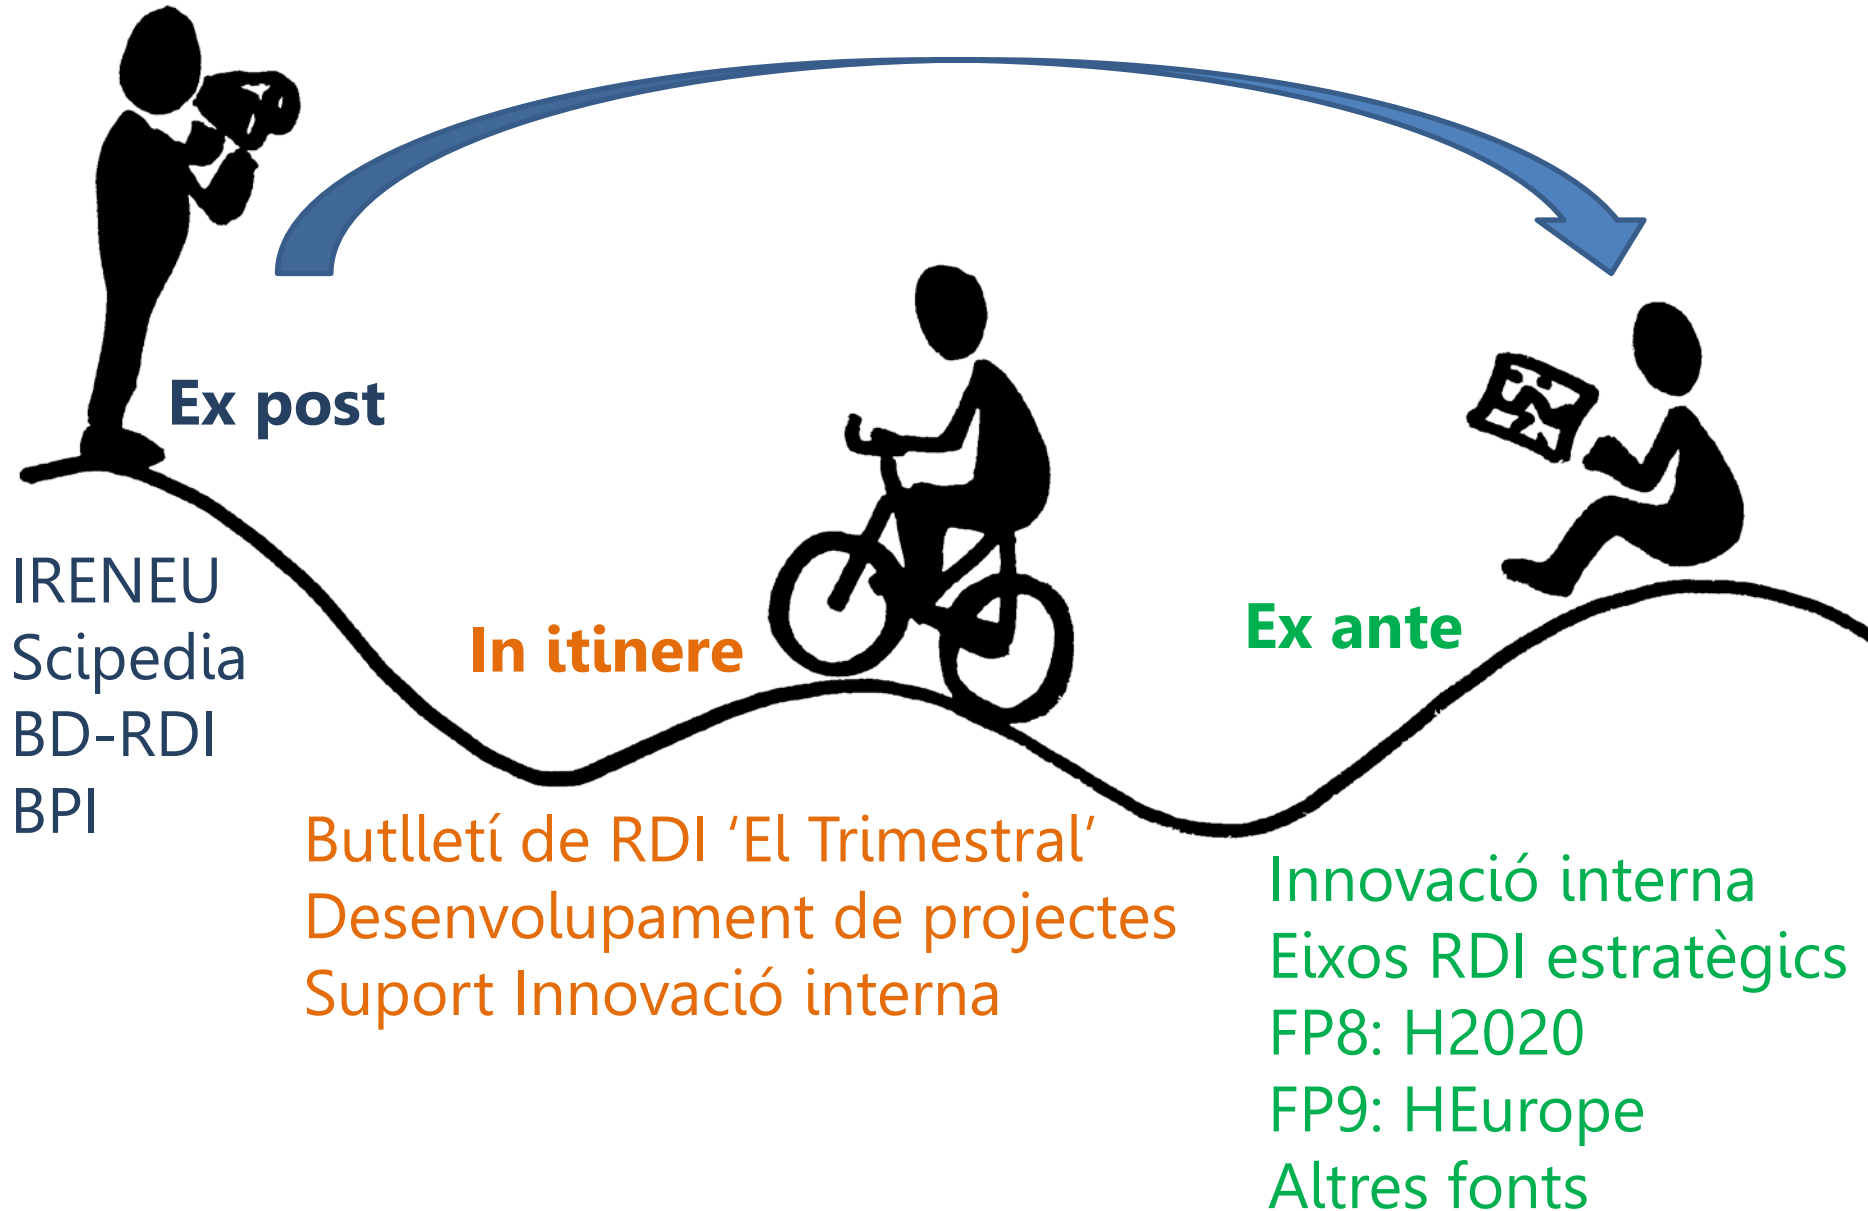 Ex post
IRENEU
Scipedia
BD-RDI
BPI
In itinere
Butlletí de RDI ‘El Trimestral’
Desenvolupament de projectes
Suport Innovació interna
Ex ante
Innovació interna
Eixos RDI estratègics
FP8: H2020
FP9: HEurope
Altres fonts